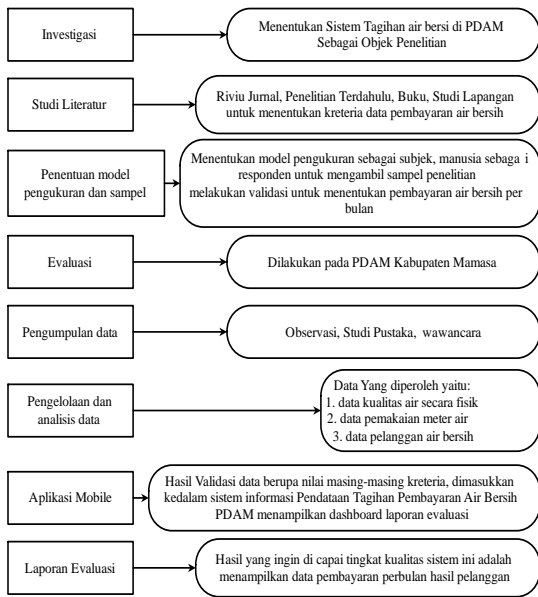 Investigasi
Menentukan Sistem Tagihan air bersi di PDAM
Sebagai Objek Penelitian
Studi Literatur
Riviu Jurnal, Penelitian Terdahulu, Buku, Studi Lapangan
untuk menentukan kreteria data pembayaran air bersih
Penentuan model
pengukuran dan sampel
Menentukan model pengukuran sebagai subjek, manusia sebaga i
responden untuk mengambil sampel penelitian
melakukan validasi untuk mententukan pembayaran air bersih per
bulan
Evaluasi
Dilakukan pada PDAM Kabupaten Mamasa
Pengumpulan data
Observasi, Studi Pustaka, wawancara
Pengelolaan dan
analisis data
Data Yang diperoleh yaitu:
1. data kualitas air secara fisik
2. data pemakaian meter air
3. data pelanggan air bersih
Aplikasi Mobile
Hasil Validasi data berupa nilai masing-masing kreteria, dimasukkan
kedalam sistem informasi Pendataan Tagihan Pembayaran Air Bersih
PDAM menampilkan dashboard laporan evaluasi
Laporan Evaluasi
Hasil yang ingin di capai tingkat kualitas sistem ini adalah
menampilkan data pembayaran perbulan hasil pelanggan